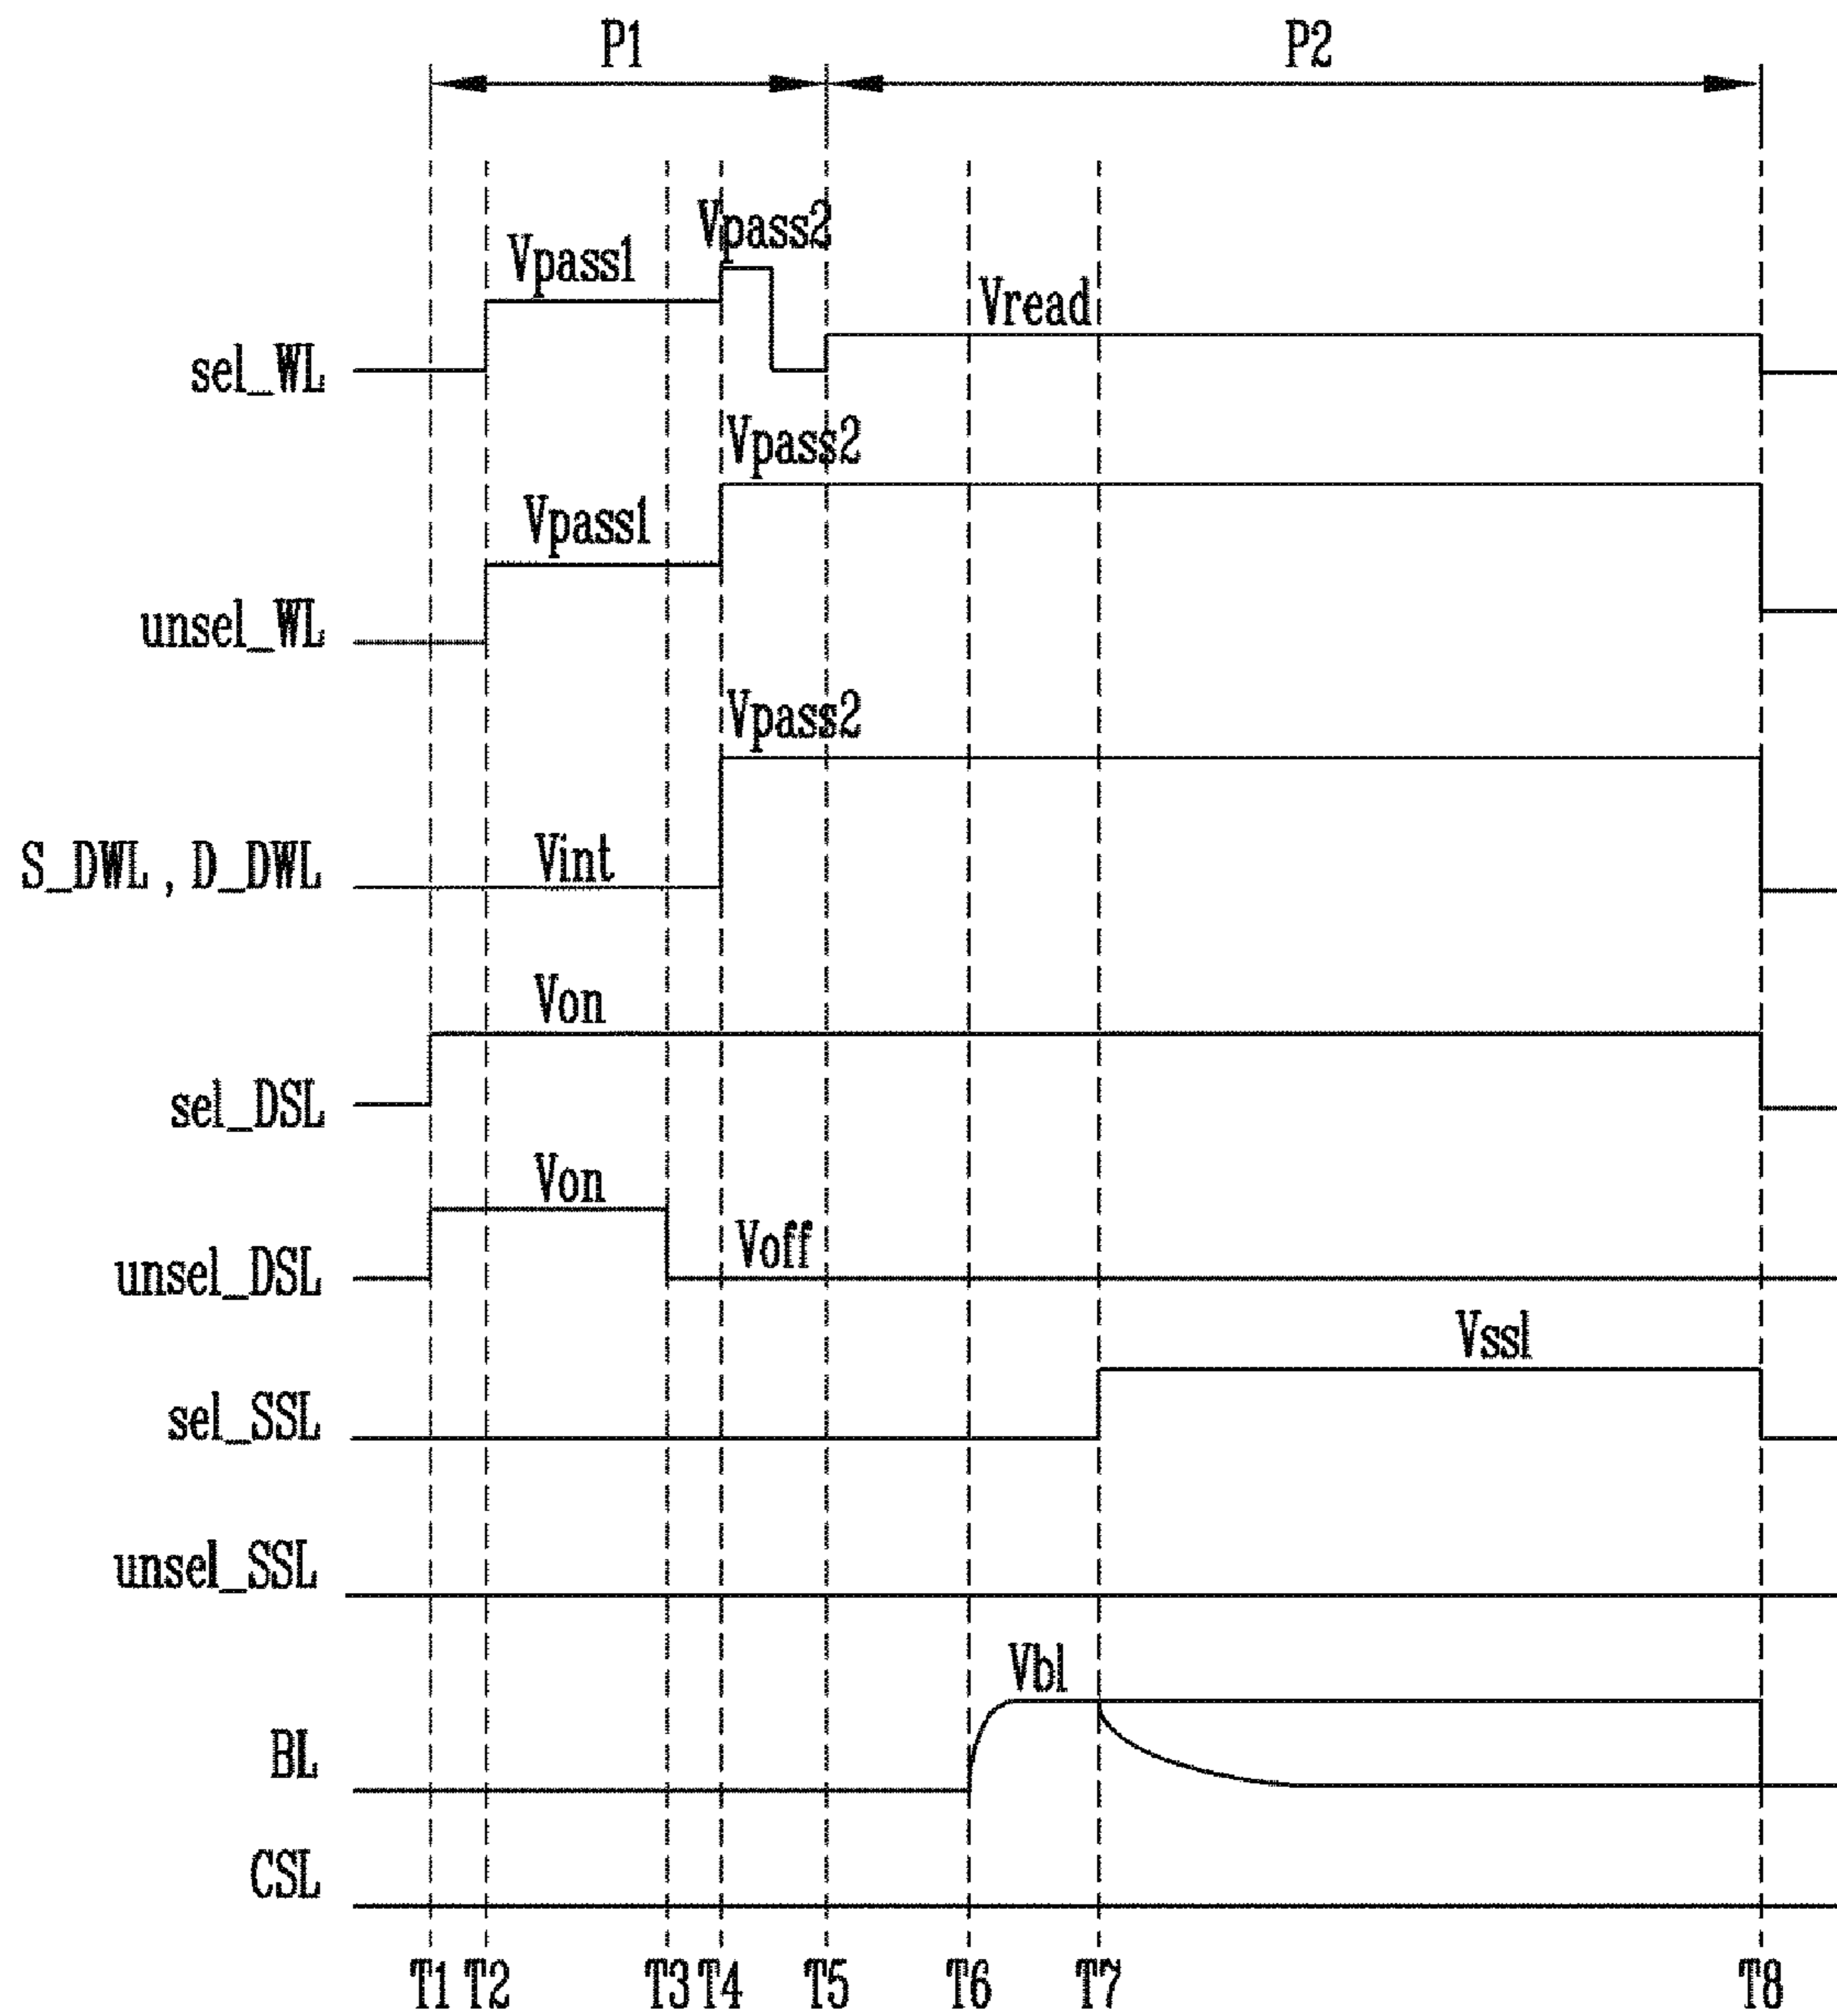 P1 P2
Vpass2
Vpass1
Vread
sel_WL
Vpass2
Vpass1
unsel_WL
Vpass2
Vint
S_DWL , D_DWL
Von
sel_DSL
Von
Voff
unsel_DSL
Vssl
sel_SSL
unsel_SSL
Vbl
BL
CSL
T1 T2 T3 T4 T5 T6 T7 T8